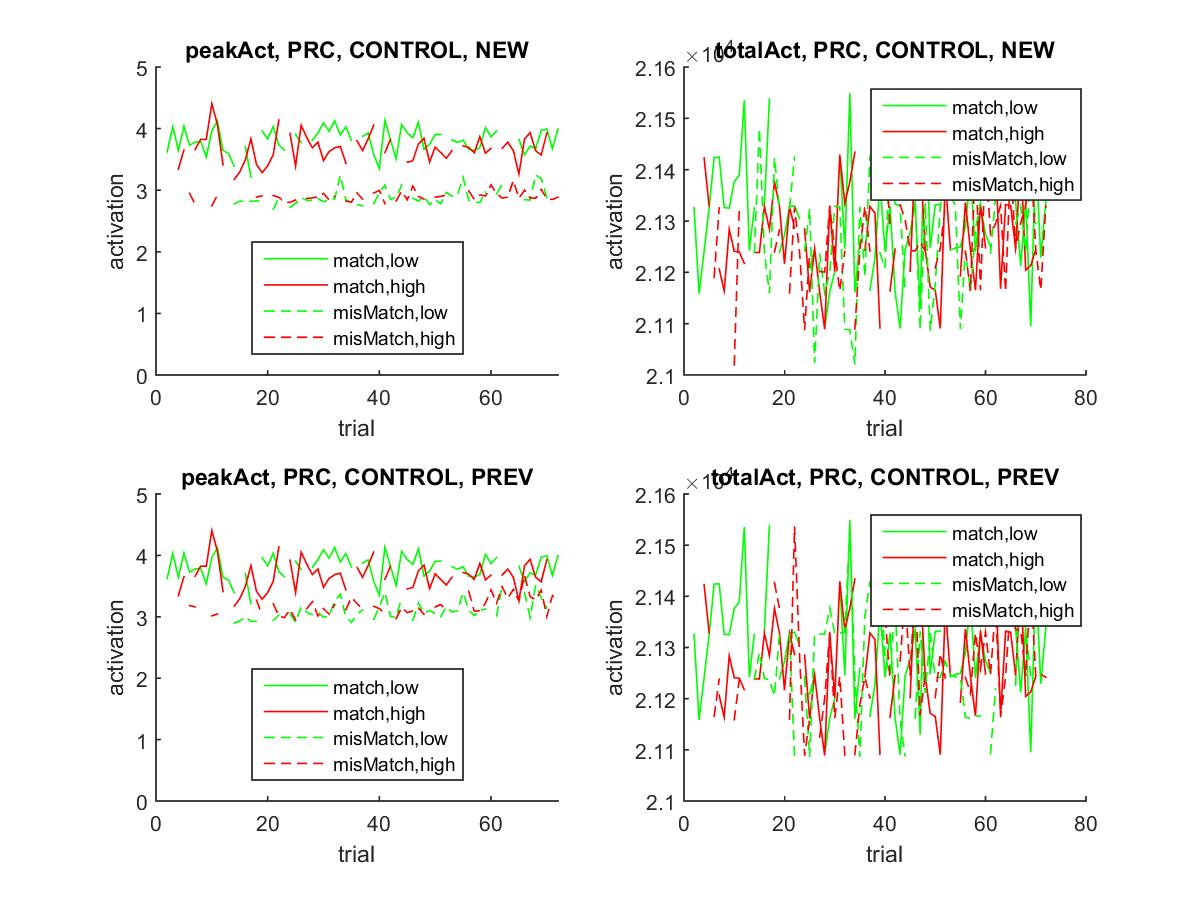 peakAct, PRC, CONTROL, NEW
5
4
3
2
1
0
activation
match,low
match,high
misMatch,low
misMatch,high
0 20 40 60
trial
totalAct, PRC, CONTROL, NEW
×10⁴
2.16
2.15
2.14
2.13
2.12
2.11
2.1
activation
match,low
match,high
misMatch,low
misMatch,high
0 20 40 60 80
trial
peakAct, PRC, CONTROL, PREV
5
4
3
2
1
0
activation
match,low
match,high
misMatch,low
misMatch,high
0 20 40 60
trial
totalAct, PRC, CONTROL, PREV
×10⁴
2.16
2.15
2.14
2.13
2.12
2.11
2.1
activation
match,low
match,high
misMatch,low
misMatch,high
0 20 40 60 80
trial